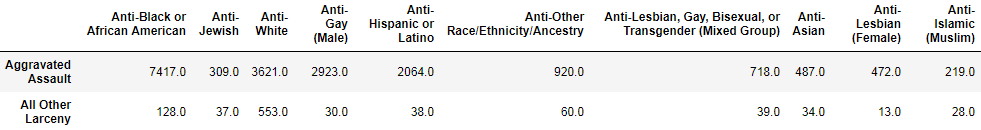 Anti-Black or African American Anti-Jewish Anti-White Anti-Gay (Male) Anti-Hispanic or Latino Anti-Other Race/Ethnicity/Ancestry Anti-Lesbian, Gay, Bisexual, or Transgender (Mixed Group) Anti-Asian Anti-Lesbian (Female) Anti-Islamic (Muslim)
Aggravated Assault 7417.0 309.0 3621.0 2923.0 2064.0 920.0 718.0 487.0 472.0 219.0
All Other Larceny 128.0 37.0 553.0 30.0 38.0 60.0 39.0 34.0 13.0 28.0